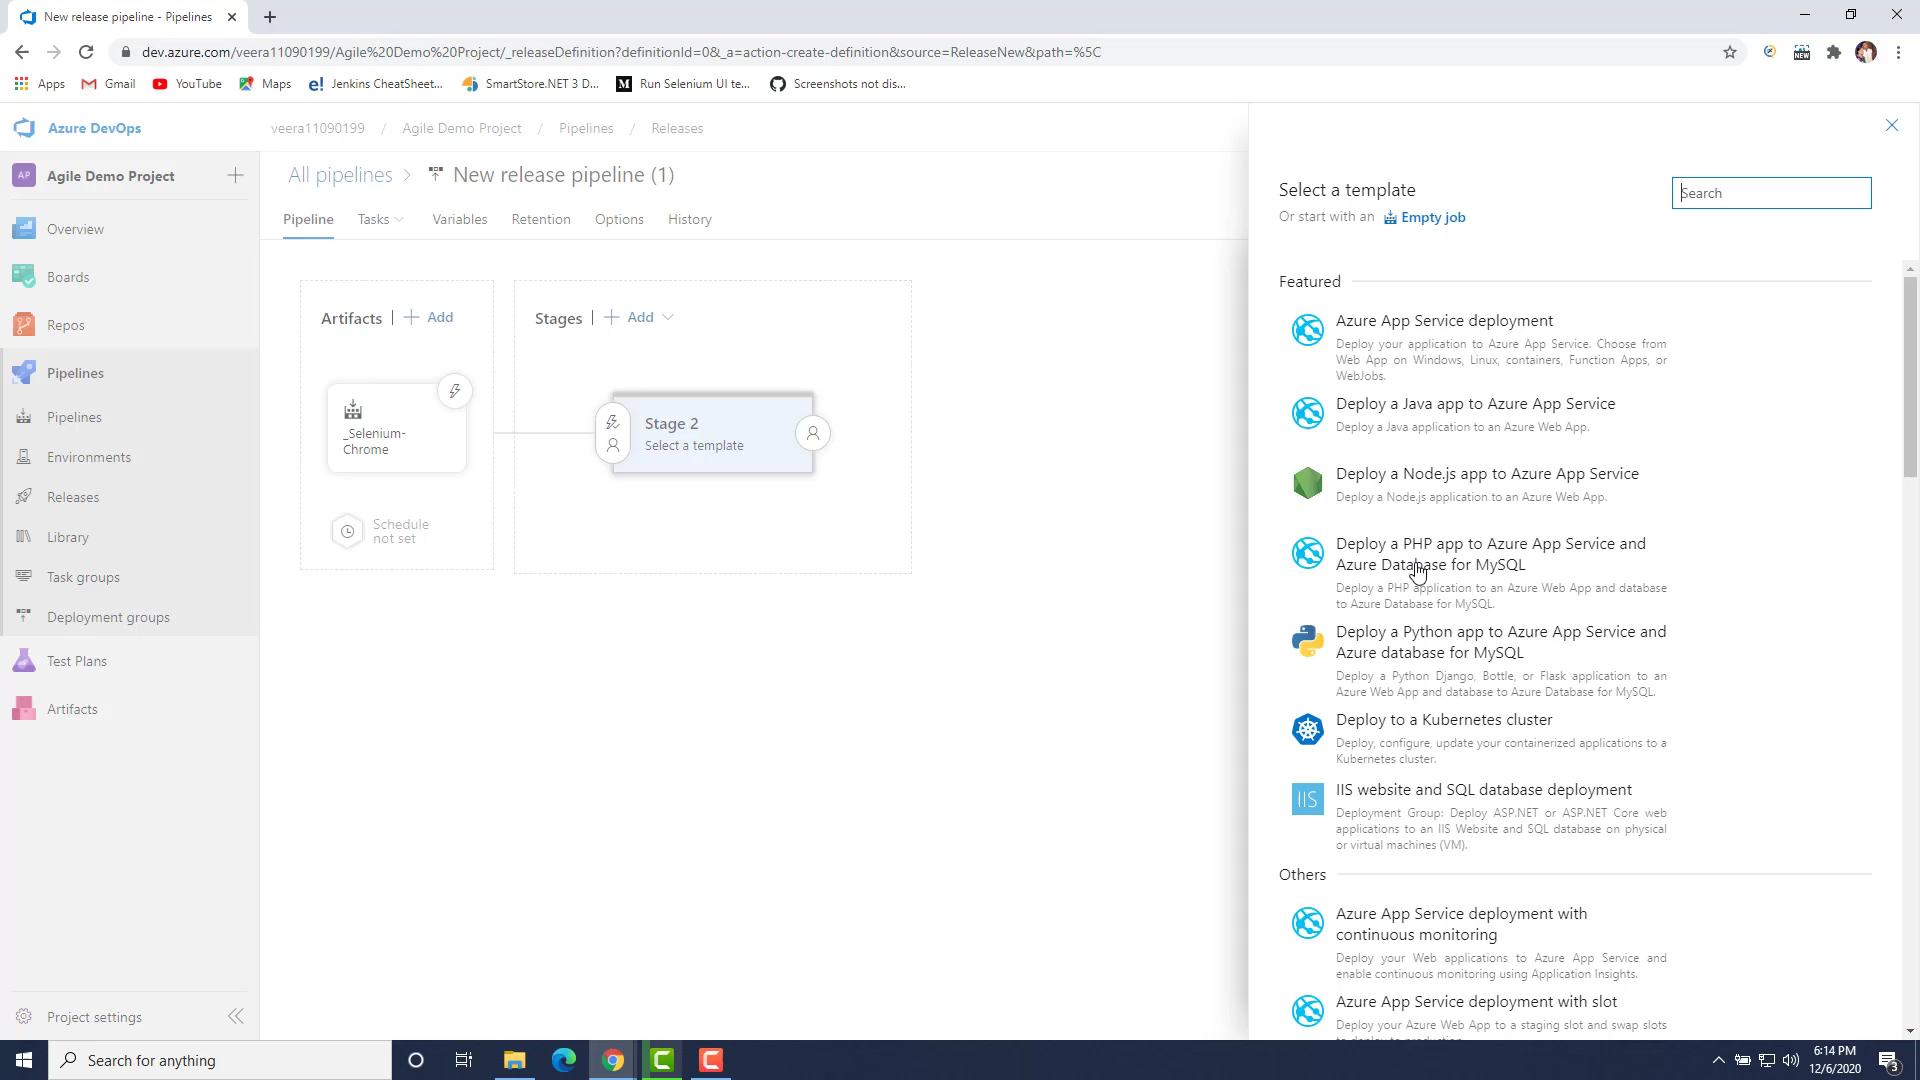 New release pipeline - Pipelines
dev.azure.com/veera11090199/Agile%20Demo%20Project/_releaseDefinition?definitionId=0&_a=action-create-definition&source=ReleaseNew&path=%5C
Apps
Gmail
YouTube
Maps
e!
Jenkins CheatSheet...
SmartStore.NET 3 D...
M
Run Selenium UI te...
Screenshots not dis...
NEW
Azure DevOps
veera11090199 / Agile Demo Project / Pipelines / Releases
AP
Agile Demo Project
All pipelines > New release pipeline (1)
Pipeline
Tasks
Variables
Retention
Options
History
Overview
Boards
Repos
Pipelines
Pipelines
Environments
Releases
Library
Task groups
Deployment groups
Test Plans
Artifacts
Project settings
Artifacts | + Add
_Selenium-
Chrome
Schedule
not set
Stages | + Add
Stage 2
Select a template
Select a template
Or start with an Empty job
Search
Featured
Azure App Service deployment
Deploy your application to Azure App Service. Choose from
Web App on Windows, Linux, containers, Function Apps, or
WebJobs.
Deploy a Java app to Azure App Service
Deploy a Java application to an Azure Web App.
Deploy a Node.js app to Azure App Service
Deploy a Node.js application to an Azure Web App.
Deploy a PHP app to Azure App Service and
Azure Database for MySQL
Deploy a PHP application to an Azure Web App and database
to Azure Database for MySQL.
Deploy a Python app to Azure App Service and
Azure database for MySQL
Deploy a Python Django, Bottle, or Flask application to an
Azure Web App and database to Azure Database for MySQL.
Deploy to a Kubernetes cluster
Deploy, configure, update your containerized applications to a
Kubernetes cluster.
IIS
IIS website and SQL database deployment
Deployment Group: Deploy ASP.NET or ASP.NET Core web
applications to an IIS Website and SQL database on physical
or virtual machines (VM).
Others
Azure App Service deployment with
continuous monitoring
Deploy your Web applications to Azure App Service and
enable continuous monitoring using Application Insights.
Azure App Service deployment with slot
Deploy your Azure Web App to a staging slot and swap slots
to deploy to production.
Search for anything
6:14 PM
12/6/2020
3